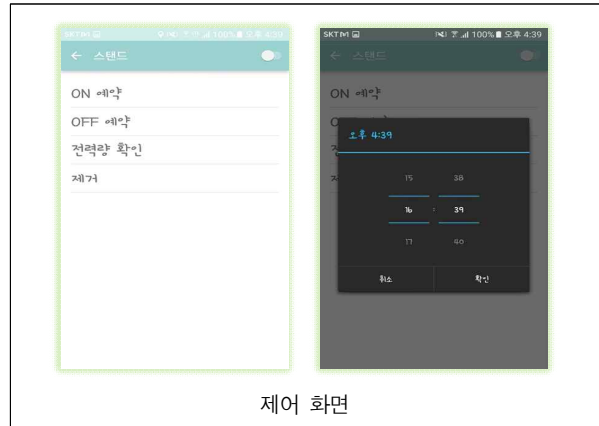 SKT 100% 오후 4:39
← 스탠드
ON 예약
OFF 예약
전력량 확인
제거
SKT 100% 오후 4:39
← 스탠드
ON 예약
오후 4:39
15 38
16 : 39
17 40
취소 확인
제어 화면